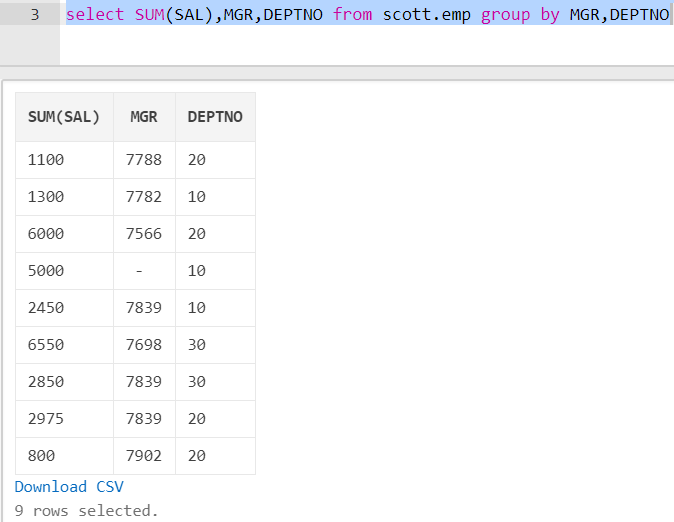 3 select SUM(SAL),MGR,DEPTNO from scott.emp group by MGR,DEPTNO
SUM(SAL) MGR DEPTNO
1100 7788 20
1300 7782 10
6000 7566 20
5000 - 10
2450 7839 10
6550 7698 30
2850 7839 30
2975 7839 20
800 7902 20
Download CSV
9 rows selected.